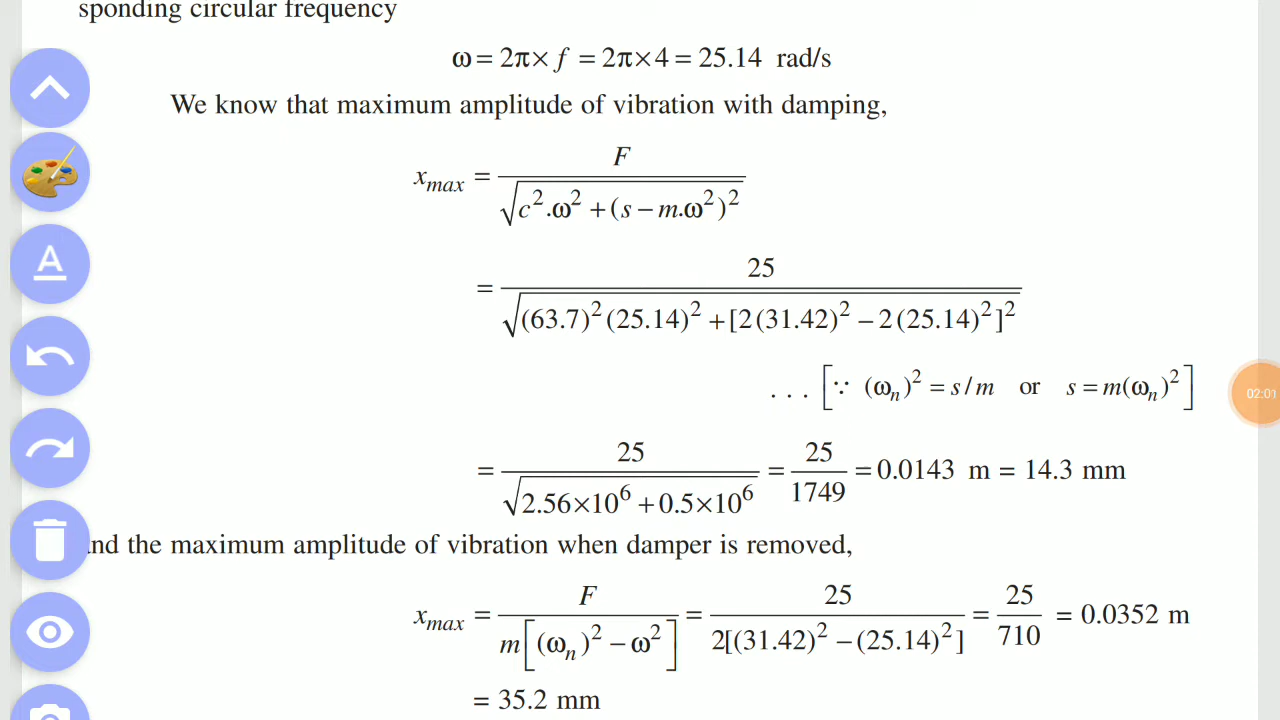 sponding circular frequency
ω = 2π × f = 2π × 4 = 25.14 rad/s
We know that maximum amplitude of vibration with damping,
x_max = F / √(c².ω² + (s – m.ω²)²)
= 25 / √((63.7)² (25.14)² + [2 (31.42)² – 2 (25.14)²]²)
. . . [∵ (ω_n)² = s / m or s = m(ω_n)²]
= 25 / √(2.56×10⁶ + 0.5×10⁶) = 25 / 1749 = 0.0143 m = 14.3 mm
nd the maximum amplitude of vibration when damper is removed,
x_max = F / m[(ω_n)² – ω²] = 25 / 2[(31.42)² – (25.14)²] = 25 / 710 = 0.0352 m
= 35.2 mm
A
02:01